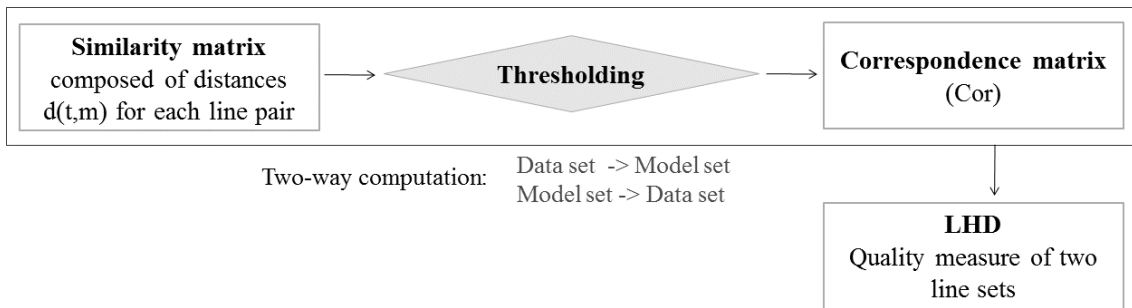 Similarity matrix
composed of distances
d(t,m) for each line pair
Thresholding
Correspondence matrix
(Cor)
Two-way computation:
Data set -> Model set
Model set -> Data set
LHD
Quality measure of two
line sets